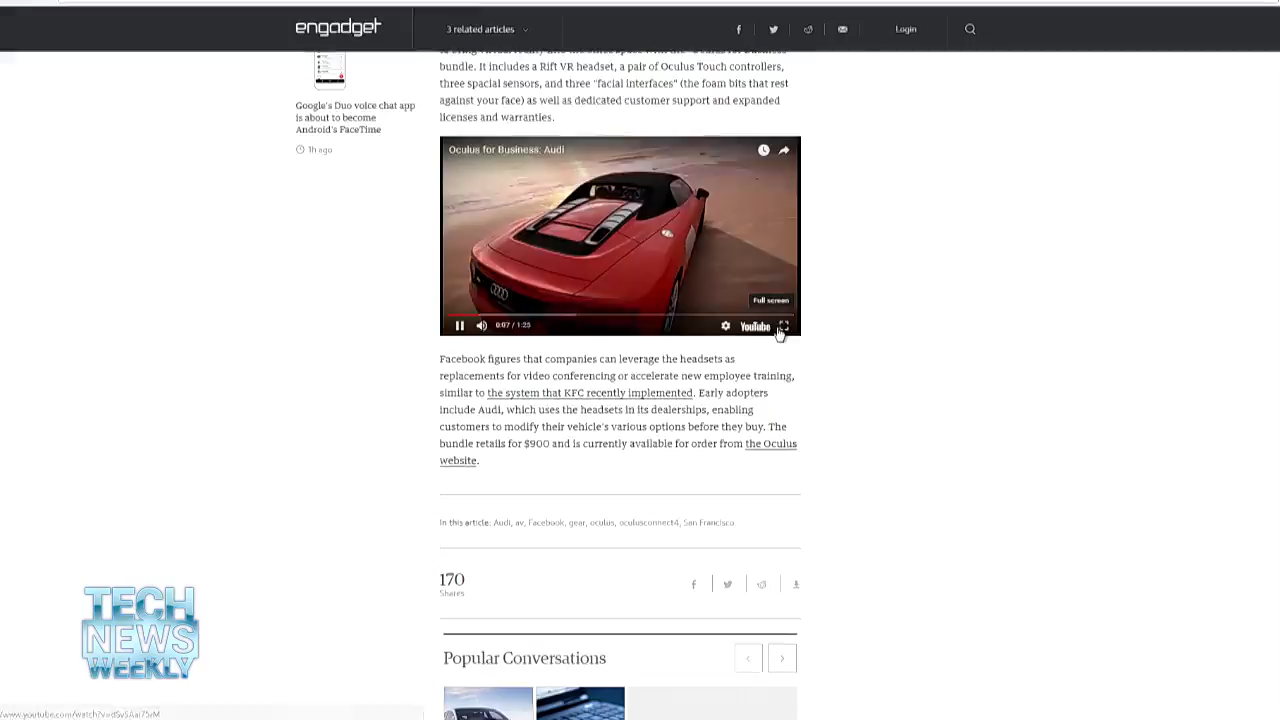 engadget
3 related articles
Login
bundle. It includes a Rift VR headset, a pair of Oculus Touch controllers,
three spacial sensors, and three "facial interfaces" (the foam bits that rest
against your face) as well as dedicated customer support and expanded
licenses and warranties.
Google's Duo voice chat app
is about to become
Android's FaceTime
1h ago
Oculus for Business: Audi
Full screen
0:07 / 1:25
YouTube
Facebook figures that companies can leverage the headsets as
replacements for video conferencing or accelerate new employee training,
similar to the system that KFC recently implemented. Early adopters
include Audi, which uses the headsets in its dealerships, enabling
customers to modify their vehicle's various options before they buy. The
bundle retails for $900 and is currently available for order from the Oculus
website.
In this article: Audi, av, Facebook, gear, oculus, oculusconnect4, San Francisco
170
Shares
Popular Conversations
TECH
NEWS
WEEKLY